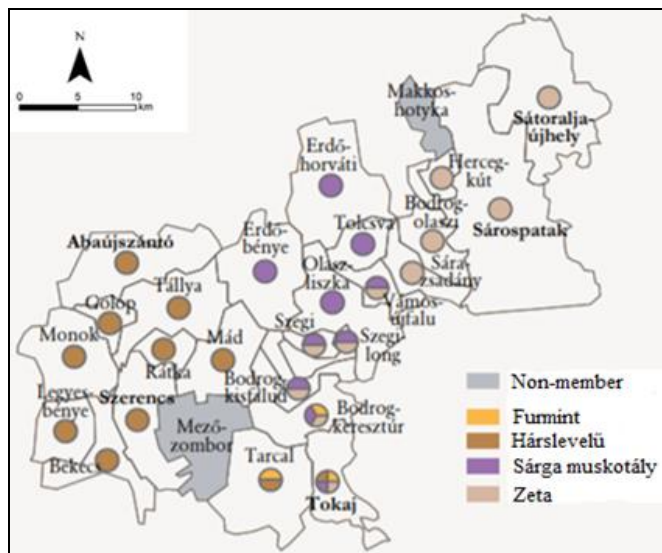 N
0 5 10
km
Makkos-
hotyka
Sátoralja-
újhely
Erdő-
horváti
Herceg-
kút
Bodrog-
olaszi
Sárospatak
Tolcsva
Abaújszántó
Erdő-
bénye
Olasz-
liszka
Sára-
zsadány
Vámos-
újfalu
Tállya
Golop
Monok
Mád
Szegi
Szegi-
long
Rátka
Legyes-
bénye
Szerencs
Bodrog-
kisfalud
Bodrog-
keresztúr
Mező-
zombor
Bekecs
Tarcal
Tokaj
Non-member
Furmint
Hárslevelű
Sárga muskotály
Zeta